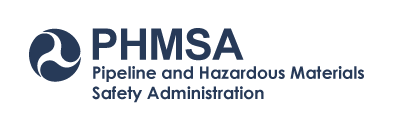 PHMSA
Pipeline and Hazardous Materials
Safety Administration